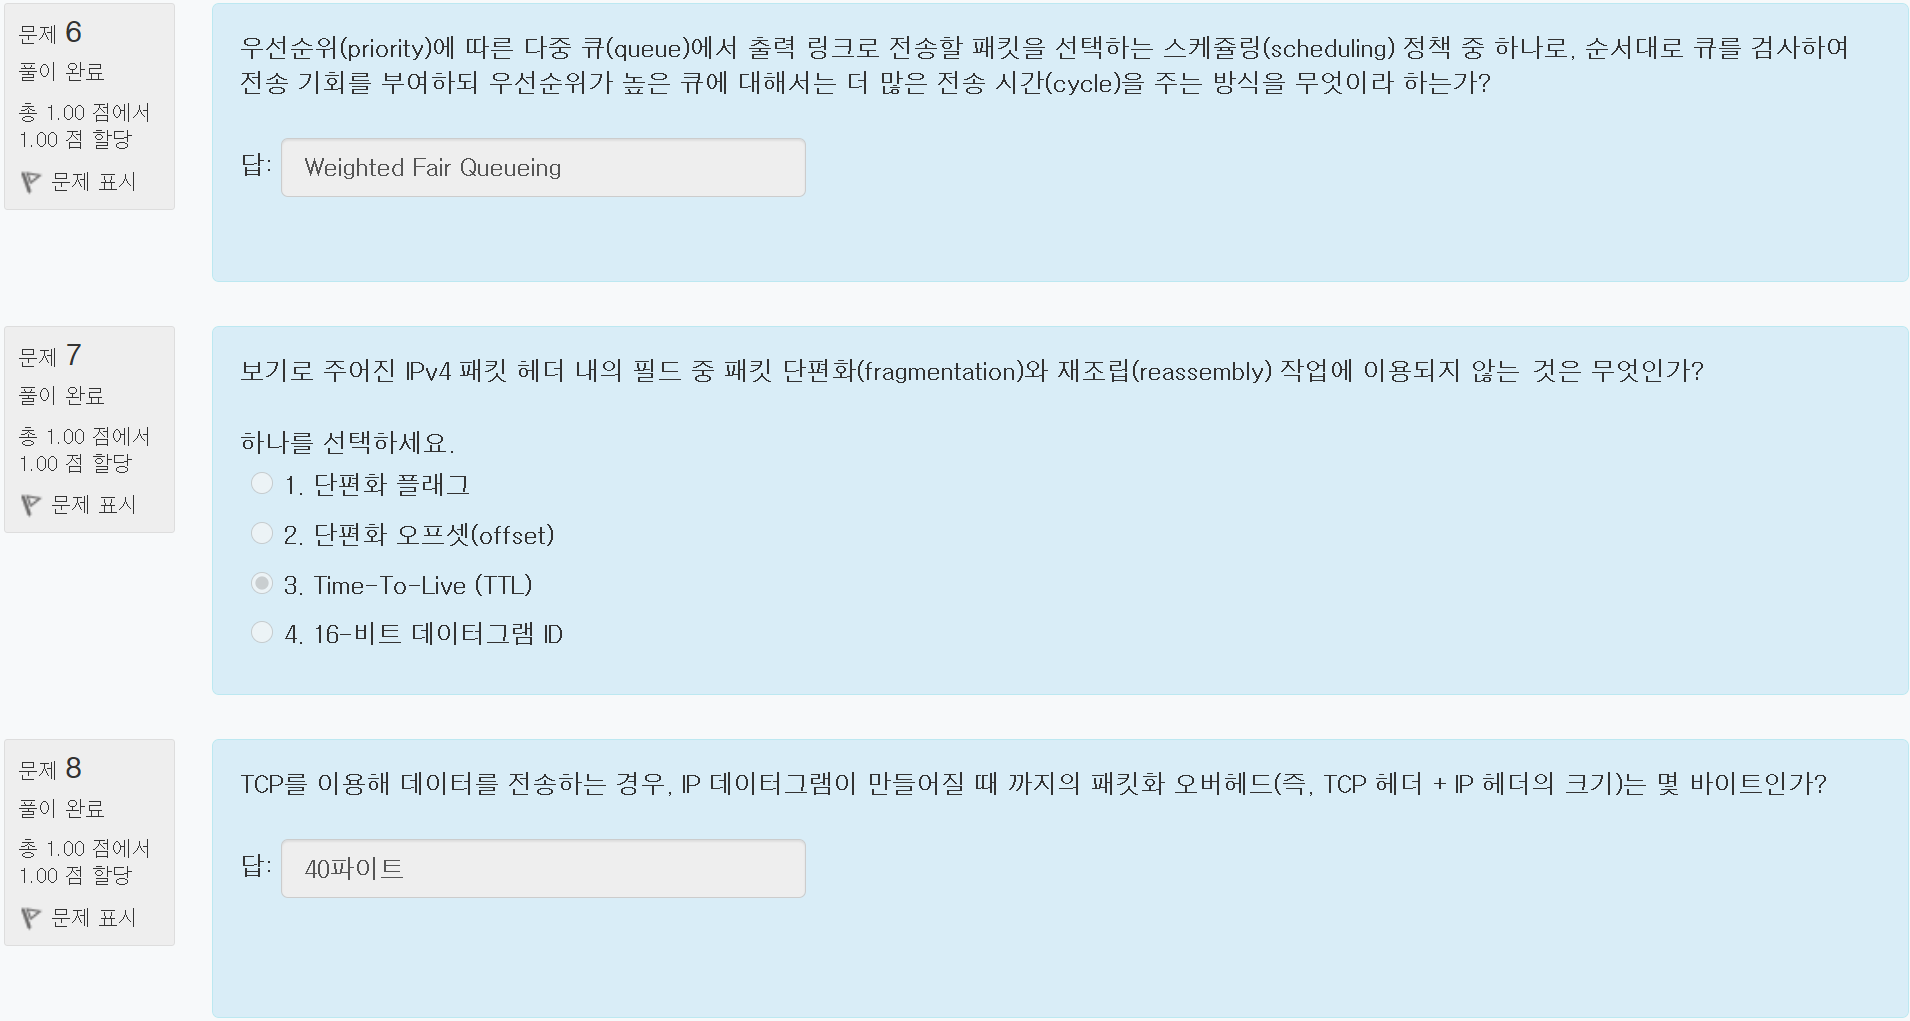 문제 6
풀이 완료
총 1.00 점에서
1.00 점 할당
문제 표시
우선순위(priority)에 따른 다중 큐(queue)에서 출력 링크로 전송할 패킷을 선택하는 스케쥴링(scheduling) 정책 중 하나로, 순서대로 큐를 검사하여
전송 기회를 부여하되 우선순위가 높은 큐에 대해서는 더 많은 전송 시간(cycle)을 주는 방식을 무엇이라 하는가?
답: Weighted Fair Queueing
문제 7
풀이 완료
총 1.00 점에서
1.00 점 할당
문제 표시
보기로 주어진 IPv4 패킷 헤더 내의 필드 중 패킷 단편화(fragmentation)와 재조립(reassembly) 작업에 이용되지 않는 것은 무엇인가?
하나를 선택하세요.
1. 단편화 플래그
2. 단편화 오프셋(offset)
3. Time-To-Live (TTL)
4. 16-비트 데이터그램 ID
문제 8
풀이 완료
총 1.00 점에서
1.00 점 할당
문제 표시
TCP를 이용해 데이터를 전송하는 경우, IP 데이터그램이 만들어질 때 까지의 패킷화 오버헤드(즉, TCP 헤더 + IP 헤더의 크기)는 몇 바이트인가?
답: 40파이트